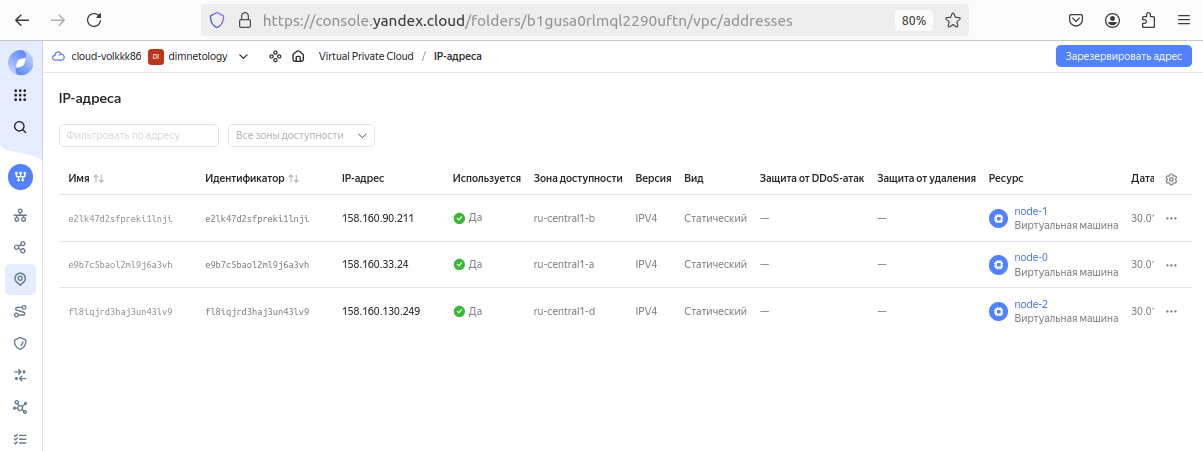 https://console.yandex.cloud/folders/b1gusa0rlmql2290uftn/vpc/addresses 80%
cloud-volkkk86 DI dimnetology Virtual Private Cloud / IP-адреса Зарезервировать адрес
IP-адреса
Фильтровать по адресу Все зоны доступности
Имя Идентификатор IP-адрес Используется Зона доступности Версия Вид Защита от DDoS-атак Защита от удаления Ресурс Дата
e2lk47d2sfpreki1lnji e2lk47d2sfpreki1lnji 158.160.90.211 Да ru-central1-b IPV4 Статический — — node-1 30.01
Виртуальная машина
e9b7c5baol2ml9j6a3vh e9b7c5baol2ml9j6a3vh 158.160.33.24 Да ru-central1-a IPV4 Статический — — node-0 30.01
Виртуальная машина
fl8iqjrd3haj3un43lv9 fl8iqjrd3haj3un43lv9 158.160.130.249 Да ru-central1-d IPV4 Статический — — node-2 30.01
Виртуальная машина